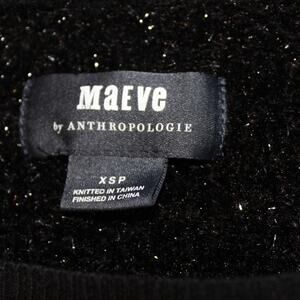 MAEVe
by ANTHROPOLOGIE
XSP
KNITTED IN TAIWAN
FINISHED IN CHINA